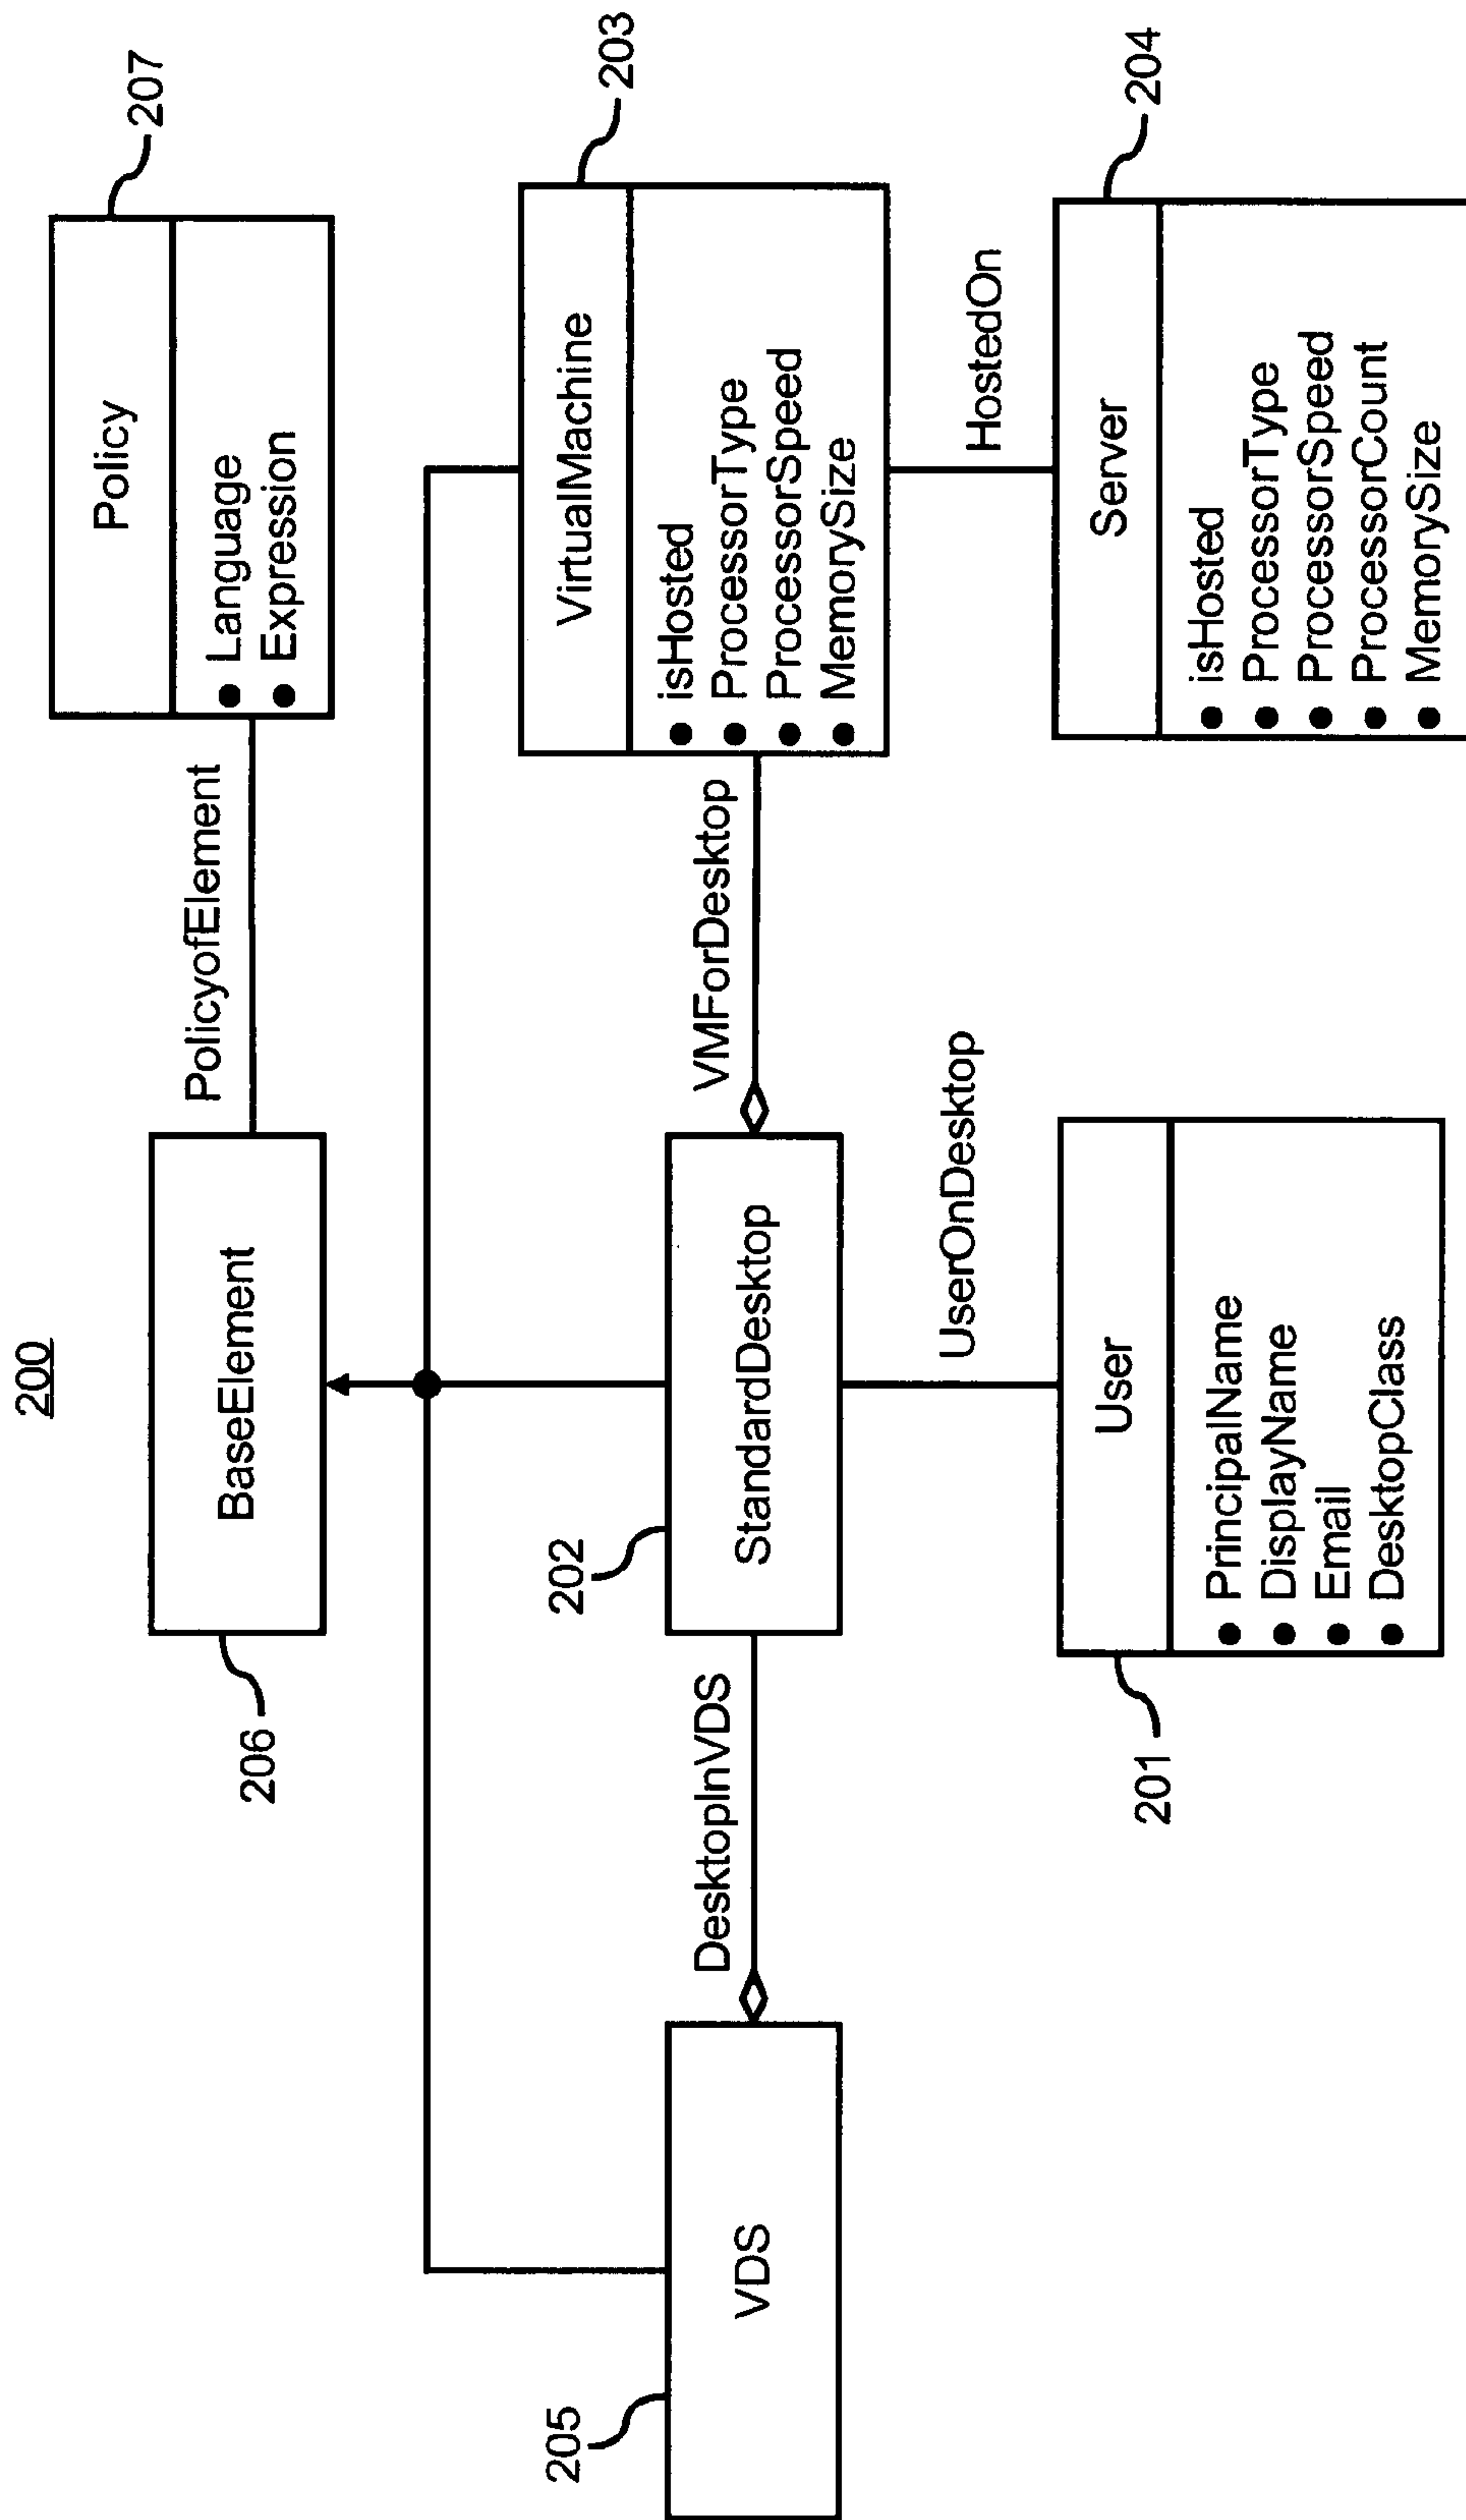 200
Policy
207
• Language
• Expression
PolicyofElement
BaseElement
206
VirtualMachine
203
• isHosted
• ProcessorType
• ProcessorSpeed
• MemorySize
VMForDesktop
202
StandardDesktop
DesktopInVDS
205
VDS
UserOnDesktop
HostedOn
User
201
• PrincipalName
• DisplayName
• Email
• DesktopClass
Server
204
• isHosted
• ProcessorType
• ProcessorSpeed
• ProcessorCount
• MemorySize